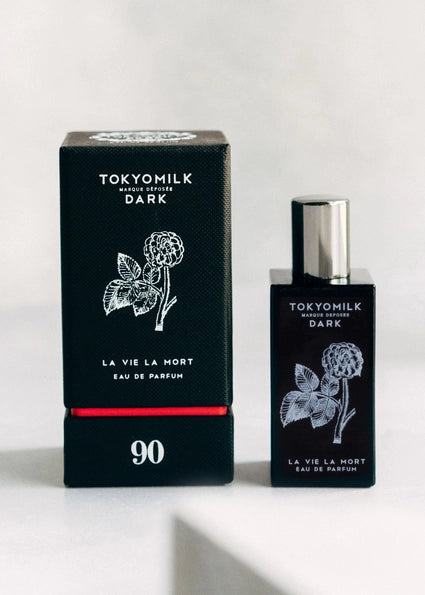 TOKYOMILK
MARQUE DÉPOSÉE
DARK
LA VIE LA MORT
EAU DE PARFUM
90
TOKYOMILK
MARQUE DÉPOSÉE
DARK
LA VIE LA MORT
EAU DE PARFUM